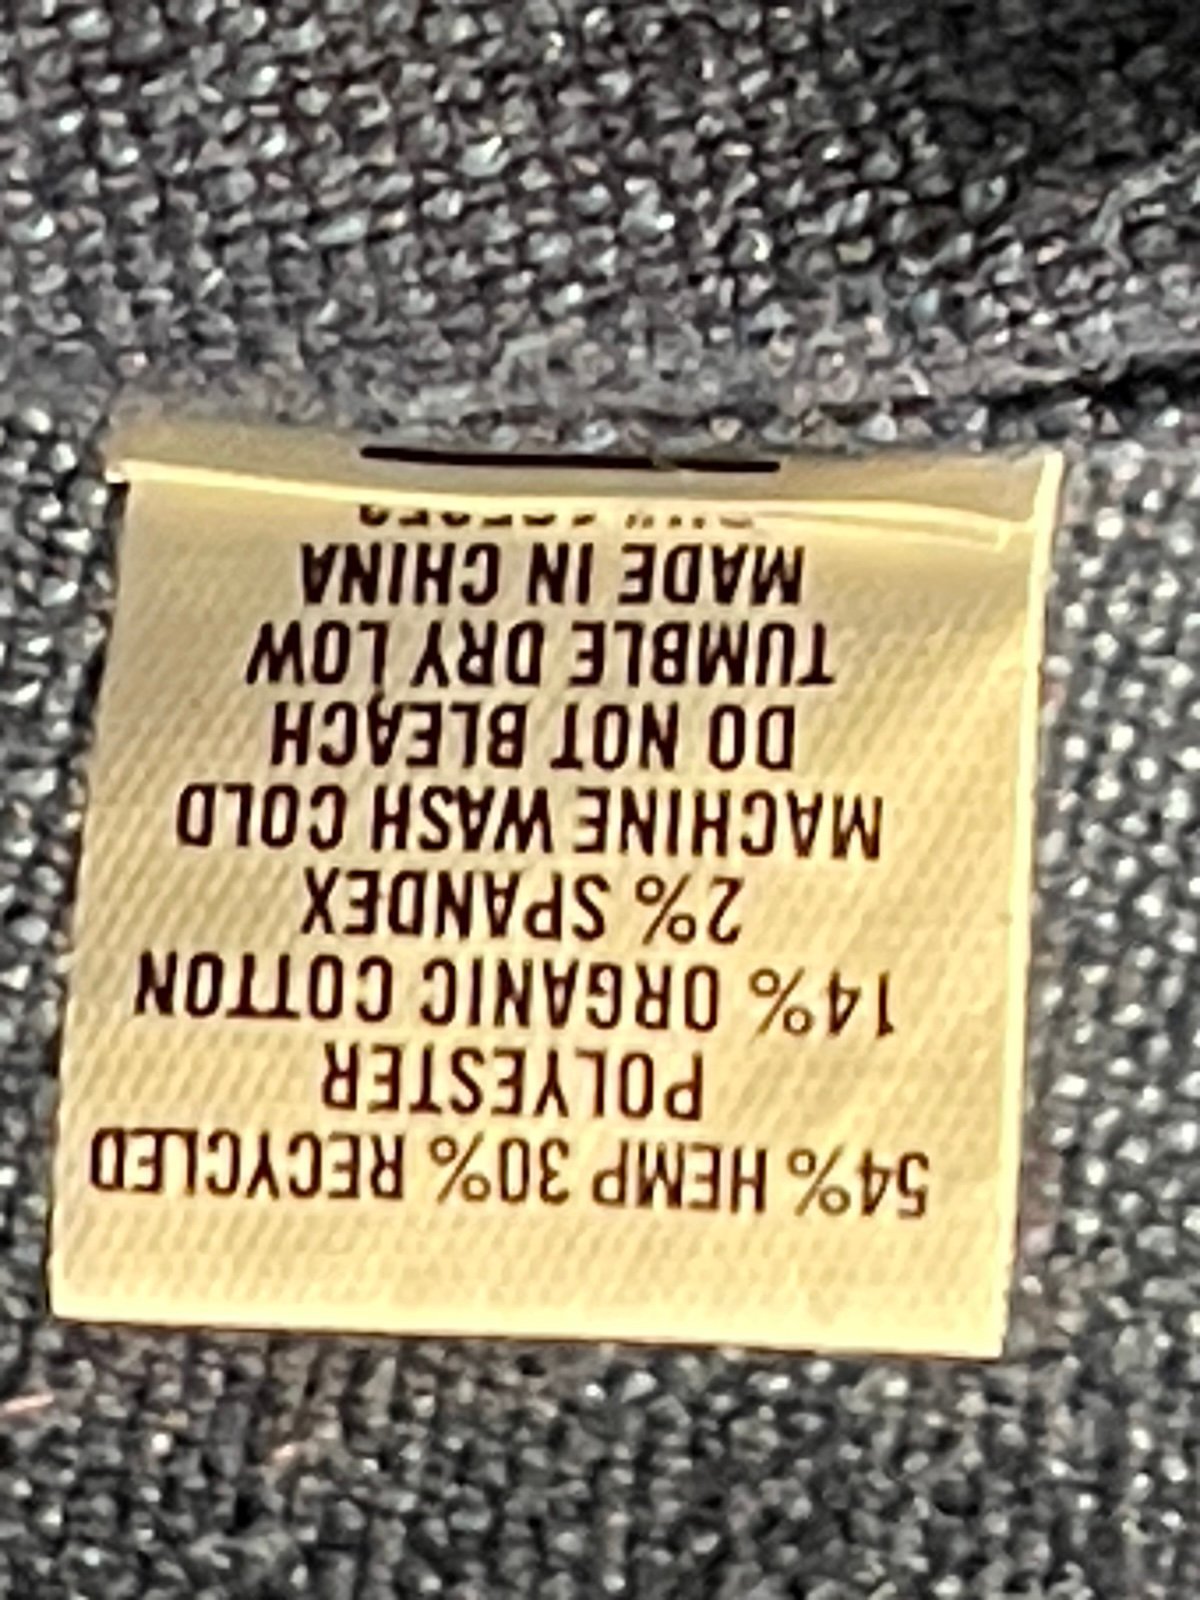 54% HEMP 30% RECYCLED
POLYESTER
14% ORGANIC COTTON
2% SPANDEX
MACHINE WASH COLD
DO NOT BLEACH
TUMBLE DRY LOW
MADE IN CHINA